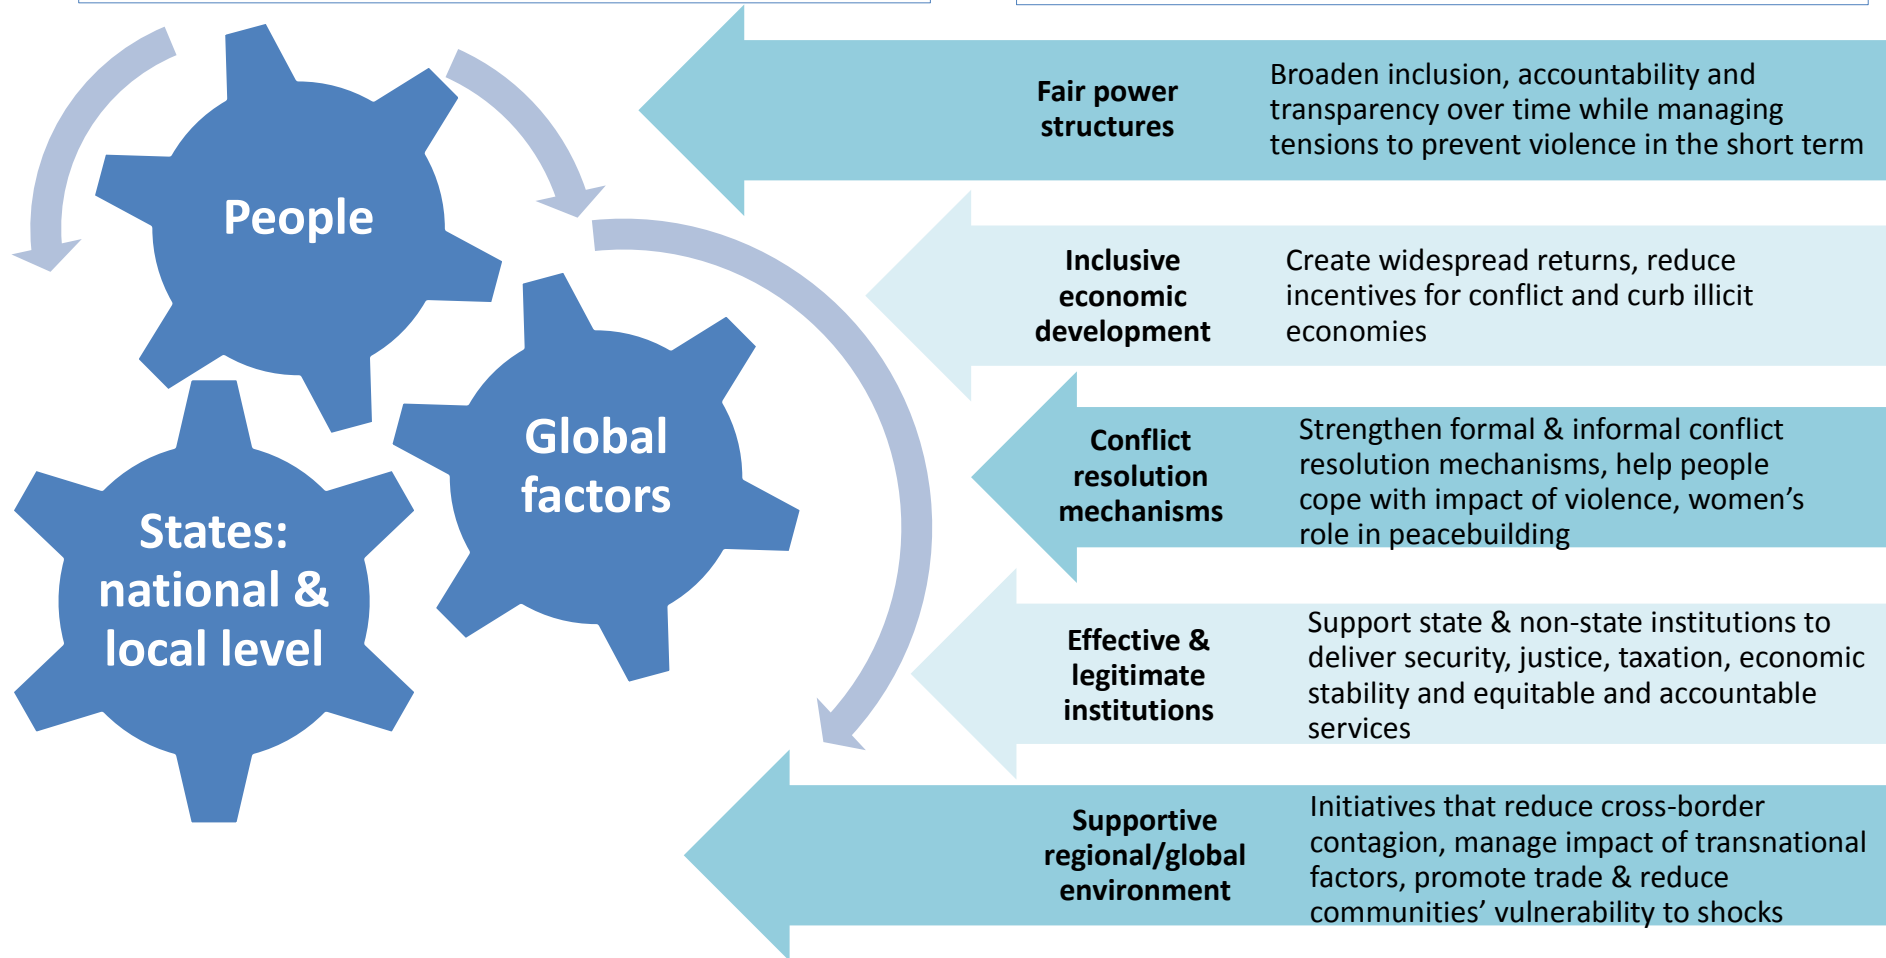 People
Global
factors
States:
national &
local level
Fair power
structures
Broaden inclusion, accountability and
transparency over time while managing
tensions to prevent violence in the short term
Inclusive
economic
development
Create widespread returns, reduce
incentives for conflict and curb illicit
economies
Conflict
resolution
mechanisms
Strengthen formal & informal conflict
resolution mechanisms, help people
cope with impact of violence, women’s
role in peacebuilding
Effective &
legitimate
institutions
Support state & non-state institutions to
deliver security, justice, taxation, economic
stability and equitable and accountable
services
Supportive
regional/global
environment
Initiatives that reduce cross-border
contagion, manage impact of transnational
factors, promote trade & reduce
communities’ vulnerability to shocks